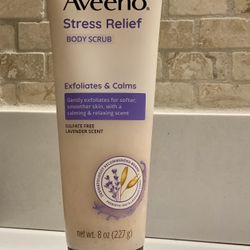 Aveeno
Stress Relief
BODY SCRUB
Exfoliates & Calms
Gently exfoliates for softer,
smoother skin, with a
calming & relaxing scent
SULFATE FREE
LAVENDER SCENT
net wt. 8 oz (227 g)